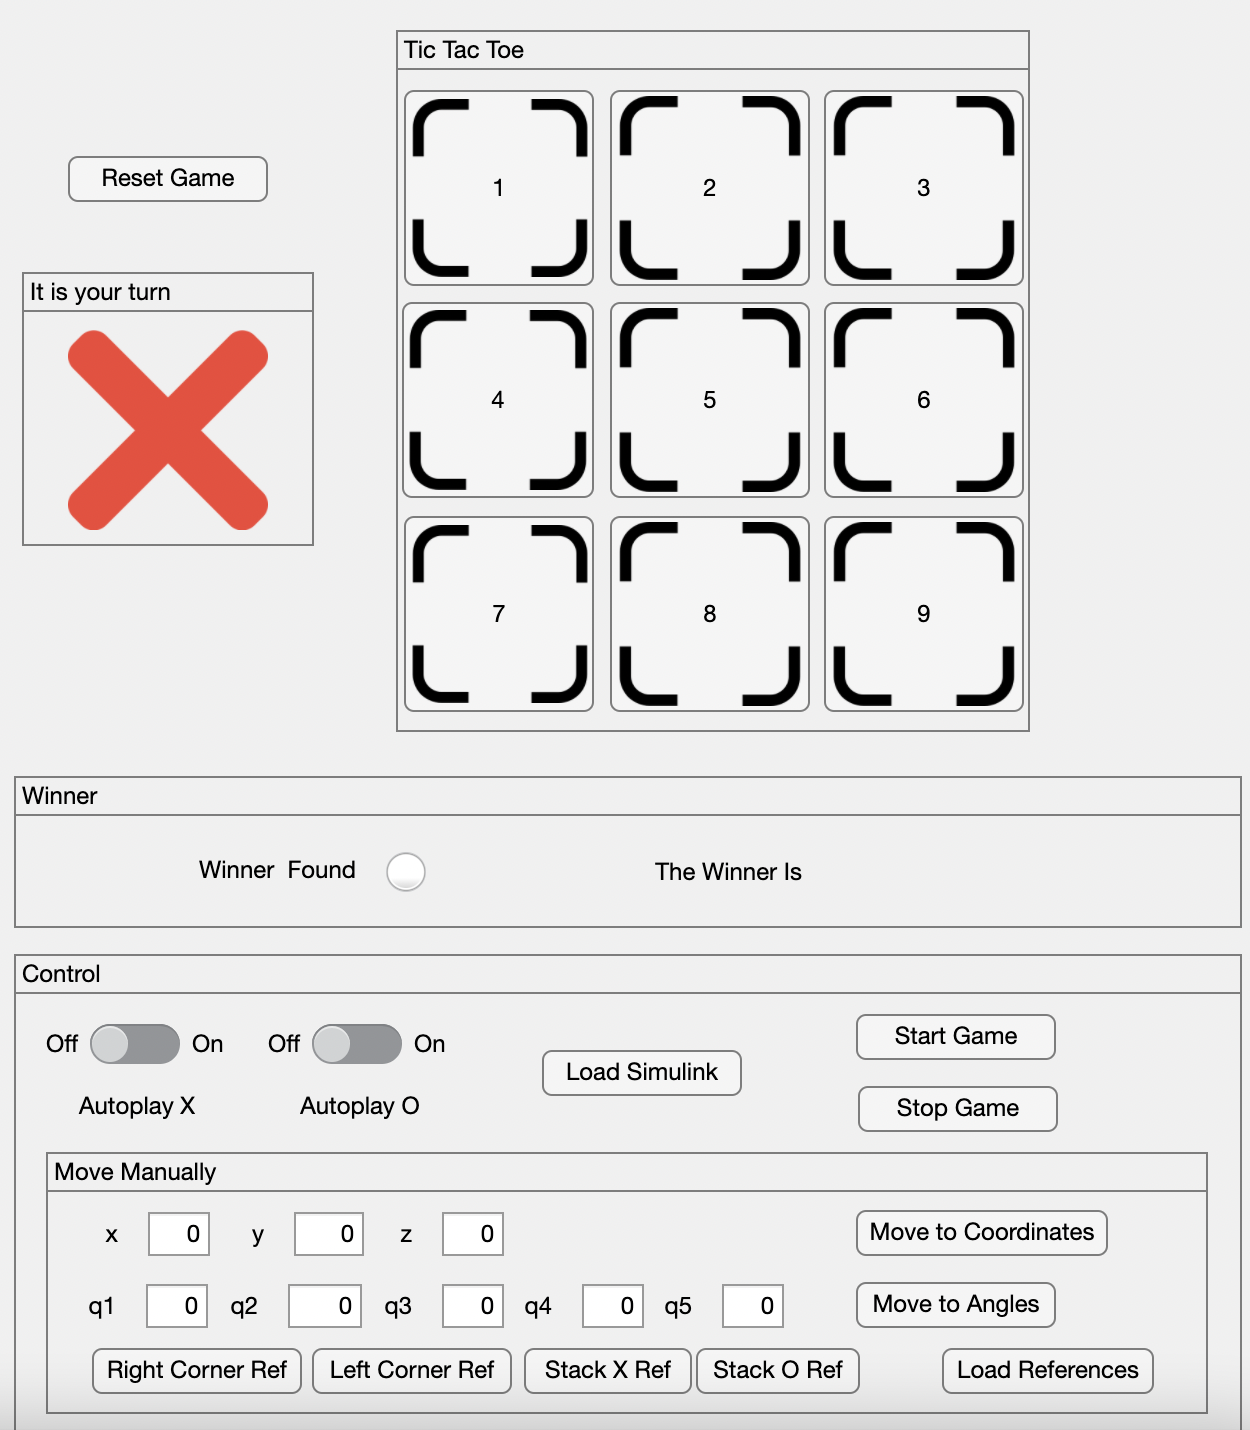 Tic Tac Toe
1 2 3
Reset Game
It is your turn
4 5 6
7 8 9
Winner
Winner Found
The Winner Is
Control
Off On Off On
Autoplay X Autoplay O
Load Simulink
Start Game
Stop Game
Move Manually
x 0 y 0 z 0 Move to Coordinates
q1 0 q2 0 q3 0 q4 0 q5 0 Move to Angles
Right Corner Ref Left Corner Ref Stack X Ref Stack O Ref Load References